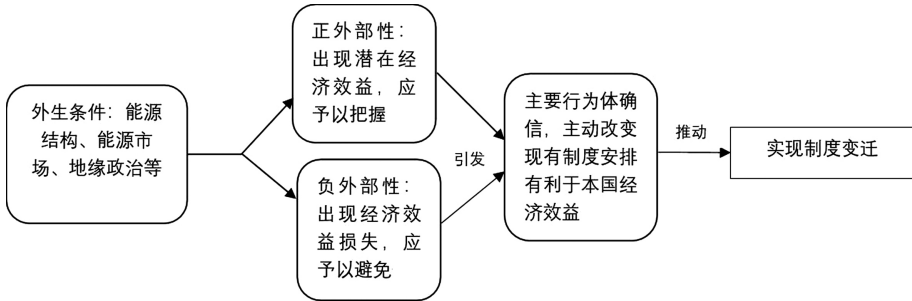 外生条件：能源
结构、能源市
场、地缘政治等
正外部性：
出现潜在经
济效益，应
予以把握
负外部性：
出现经济效
益损失，应
予以避免
引发
主要行为体确
信，主动改变
现有制度安排
有利于本国经
济效益
推动
实现制度变迁